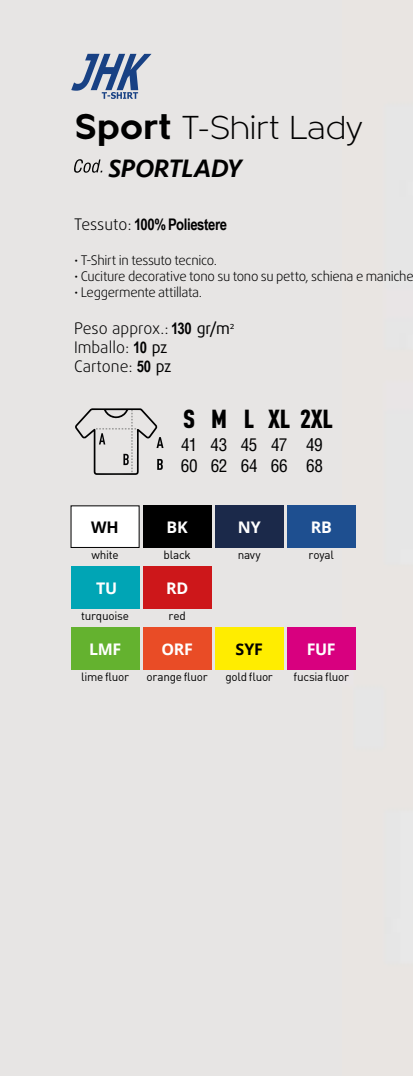 JHK
T-SHIRT
Sport T-Shirt Lady
Cod. SPORTLADY
Tessuto: 100% Poliestere
• T-Shirt in tessuto tecnico.
• Cuciture decorative tono su tono su petto, schiena e maniche
• Leggermente attillata.
Peso approx.: 130 gr/m²
Imballo: 10 pz
Cartone: 50 pz
S M L XL 2XL
A A 41 43 45 47 49
B B 60 62 64 66 68
WH BK NY RB
white black navy royal
TU RD
turquoise red
LMF ORF SYF FUF
lime fluor orange fluor gold fluor fucsia fluor